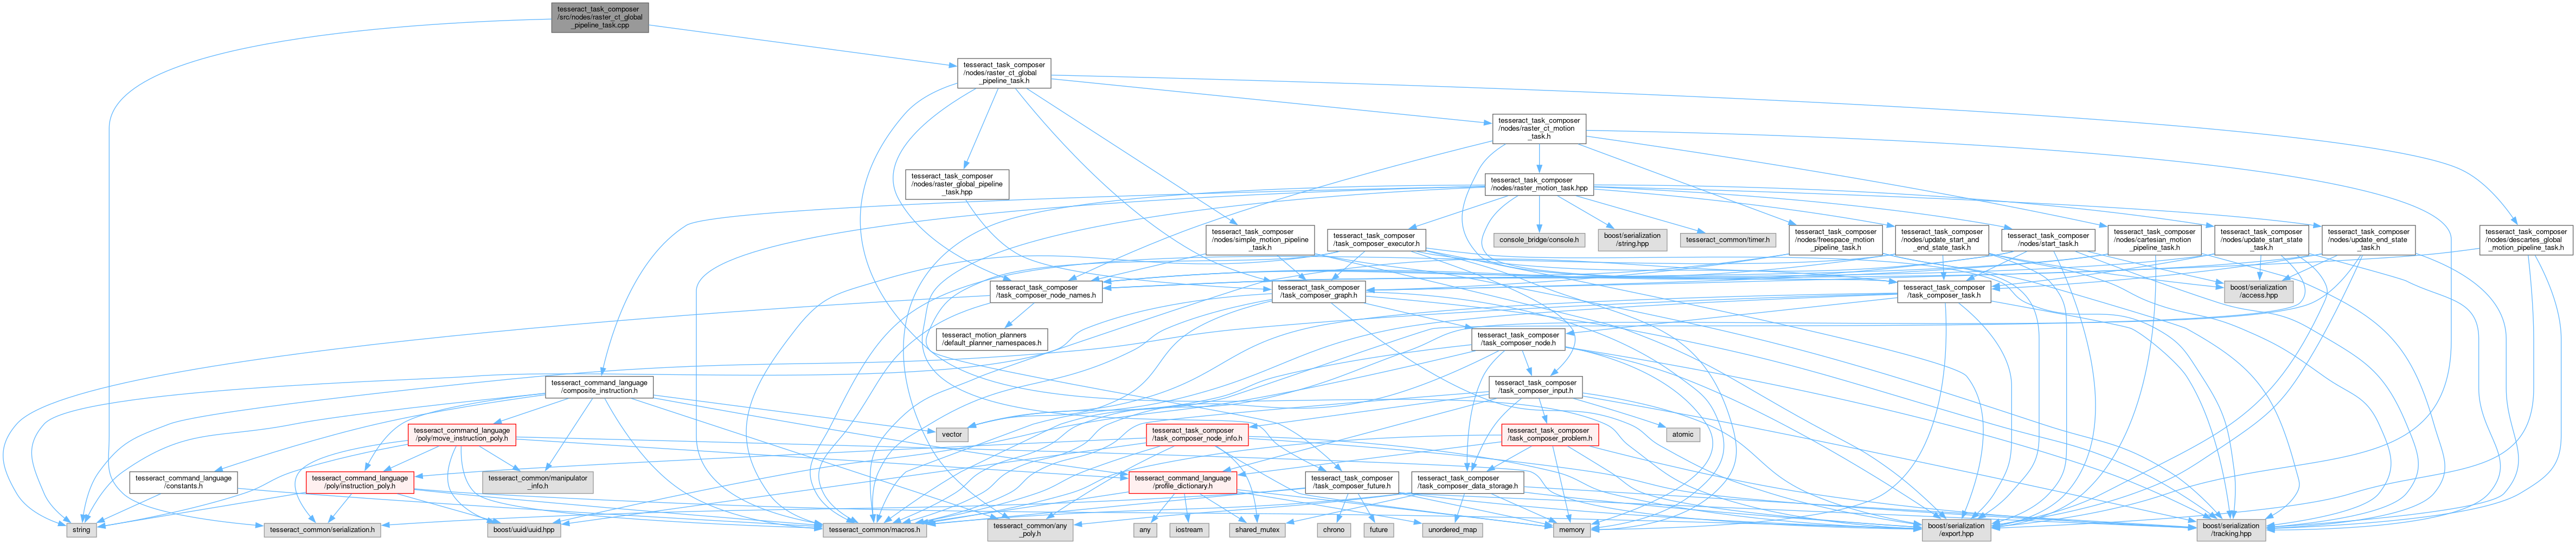 tesseract_task_composer
/src/nodes/raster_ct_global
_pipeline_task.cpp
tesseract_task_composer
/nodes/raster_ct_global
_pipeline_task.h
tesseract_task_composer
/nodes/raster_ct_motion
_task.h
tesseract_task_composer
/nodes/raster_global_pipeline
_task.hpp
tesseract_task_composer
/nodes/raster_motion_task.hpp
tesseract_task_composer
/nodes/simple_motion_pipeline
_task.h
tesseract_task_composer
/task_composer_executor.h
console_bridge/console.h
boost/serialization
/string.hpp
tesseract_common/timer.h
tesseract_task_composer
/nodes/freespace_motion
_pipeline_task.h
tesseract_task_composer
/nodes/update_start_and
_end_state_task.h
tesseract_task_composer
/nodes/start_task.h
tesseract_task_composer
/nodes/cartesian_motion
_pipeline_task.h
tesseract_task_composer
/nodes/update_start_state
_task.h
tesseract_task_composer
/nodes/update_end_state
_task.h
tesseract_task_composer
/nodes/descartes_global
_motion_pipeline_task.h
tesseract_task_composer
/task_composer_node_names.h
tesseract_task_composer
/task_composer_graph.h
tesseract_task_composer
/task_composer_task.h
boost/serialization
/access.hpp
tesseract_motion_planners
/default_planner_namespaces.h
tesseract_task_composer
/task_composer_node.h
tesseract_command_language
/composite_instruction.h
tesseract_task_composer
/task_composer_input.h
tesseract_command_language
/poly/move_instruction_poly.h
vector
tesseract_task_composer
/task_composer_node_info.h
tesseract_task_composer
/task_composer_problem.h
atomic
tesseract_command_language
/constants.h
tesseract_command_language
/poly/instruction_poly.h
tesseract_common/manipulator
_info.h
tesseract_command_language
/profile_dictionary.h
tesseract_task_composer
/task_composer_future.h
tesseract_task_composer
/task_composer_data_storage.h
string
tesseract_common/serialization.h
boost/uuid/uuid.hpp
tesseract_common/macros.h
tesseract_common/any
_poly.h
any
iostream
shared_mutex
chrono
future
unordered_map
memory
boost/serialization
/export.hpp
boost/serialization
/tracking.hpp